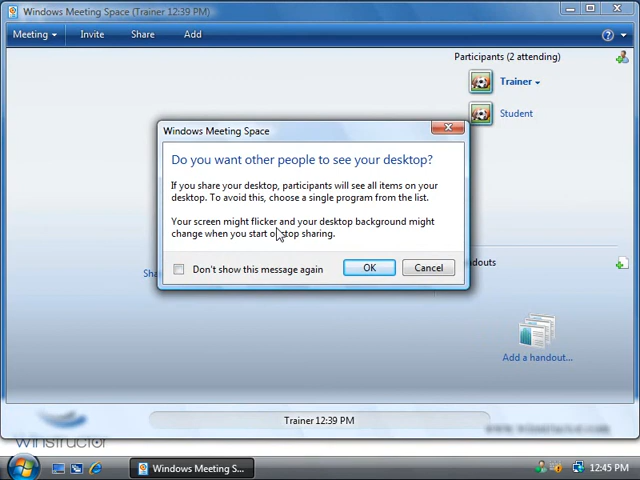 Windows Meeting Space (Trainer 12:39 PM)
Meeting Invite Share Add
Participants (2 attending)
Trainer
Student
Windows Meeting Space
Do you want other people to see your desktop?
If you share your desktop, participants will see all items on your
desktop. To avoid this, choose a single program from the list.
Your screen might flicker and your desktop background might
change when you start or stop sharing.
Don't show this message again
OK Cancel
Add a handout...
Trainer 12:39 PM
winstructor
Windows Meeting S...
12:45 PM